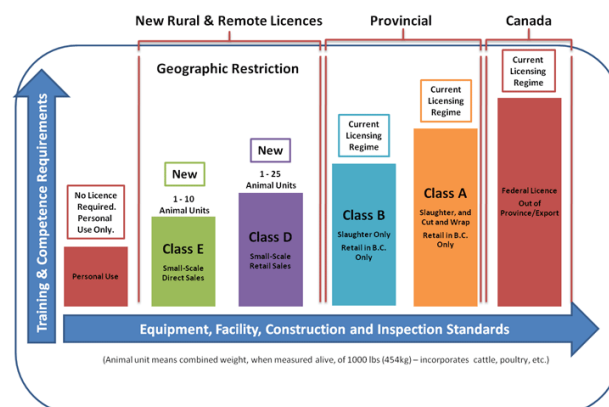 New Rural & Remote Licences
Provincial
Canada
Geographic Restriction
Training & Competence Requirements
No Licence
Required.
Personal
Use Only.
Personal Use
New
1 - 10
Animal Units
Class E
Small-Scale
Direct Sales
New
1 - 25
Animal Units
Class D
Small-Scale
Retail Sales
Current
Licensing
Regime
Class B
Slaughter Only
Retail in B.C.
Only
Current
Licensing
Regime
Class A
Slaughter, and
Cut and Wrap
Retail in B.C.
Only
Current
Licensing
Regime
Federal Licence
Out of
Province/Export
Equipment, Facility, Construction and Inspection Standards
(Animal unit means combined weight, when measured alive, of 1000 lbs (454kg) – incorporates cattle, poultry, etc.)